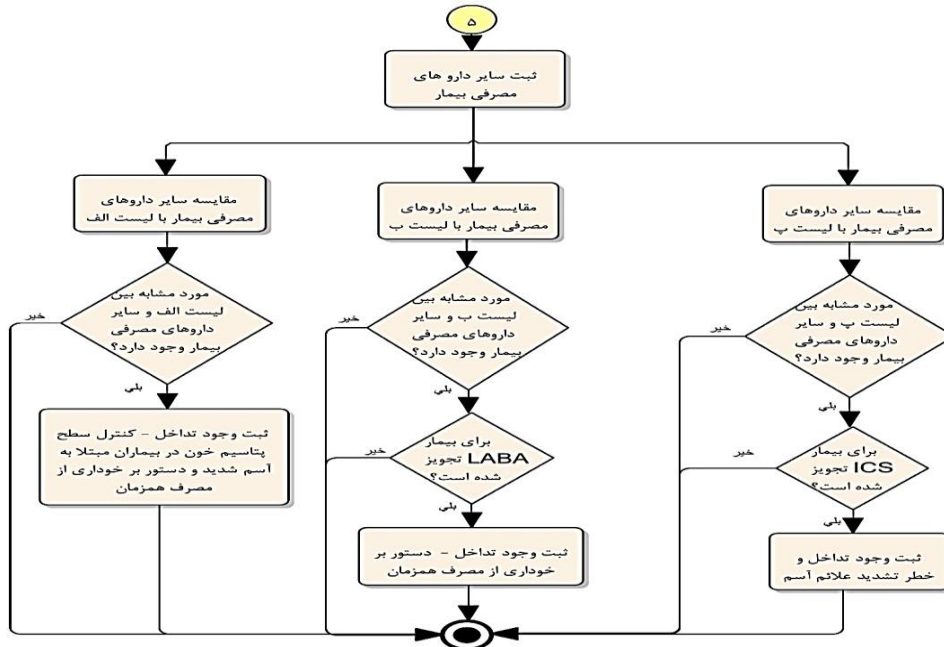 ۵
ثبت سایر دارو های
مصرفی بیمار
مقایسه سایر داروهای
مصرفی بیمار با لیست پ
مقایسه سایر داروهای
مصرفی بیمار با لیست ب
مقایسه سایر داروهای
مصرفی بیمار با لیست الف
مورد مشابه بین
لیست پ و سایر
داروهای مصرفی
بیمار وجود دارد؟
خیر
بلی
مورد مشابه بین
لیست ب و سایر
داروهای مصرفی
بیمار وجود دارد؟
خیر
بلی
مورد مشابه بین
لیست الف و سایر
داروهای مصرفی
بیمار وجود دارد؟
خیر
بلی
برای بیمار
ICS تجویز
شده است؟
خیر
بلی
برای بیمار
LABA تجویز
شده است؟
خیر
بلی
ثبت وجود تداخل - کنترل سطح
پتاسیم خون در بیماران مبتلا به
آسم شدید و دستور بر خوداری از
مصرف همزمان
ثبت وجود تداخل و
خطر تشدید علائم آسم
ثبت وجود تداخل - دستور بر
خوداری از مصرف همزمان